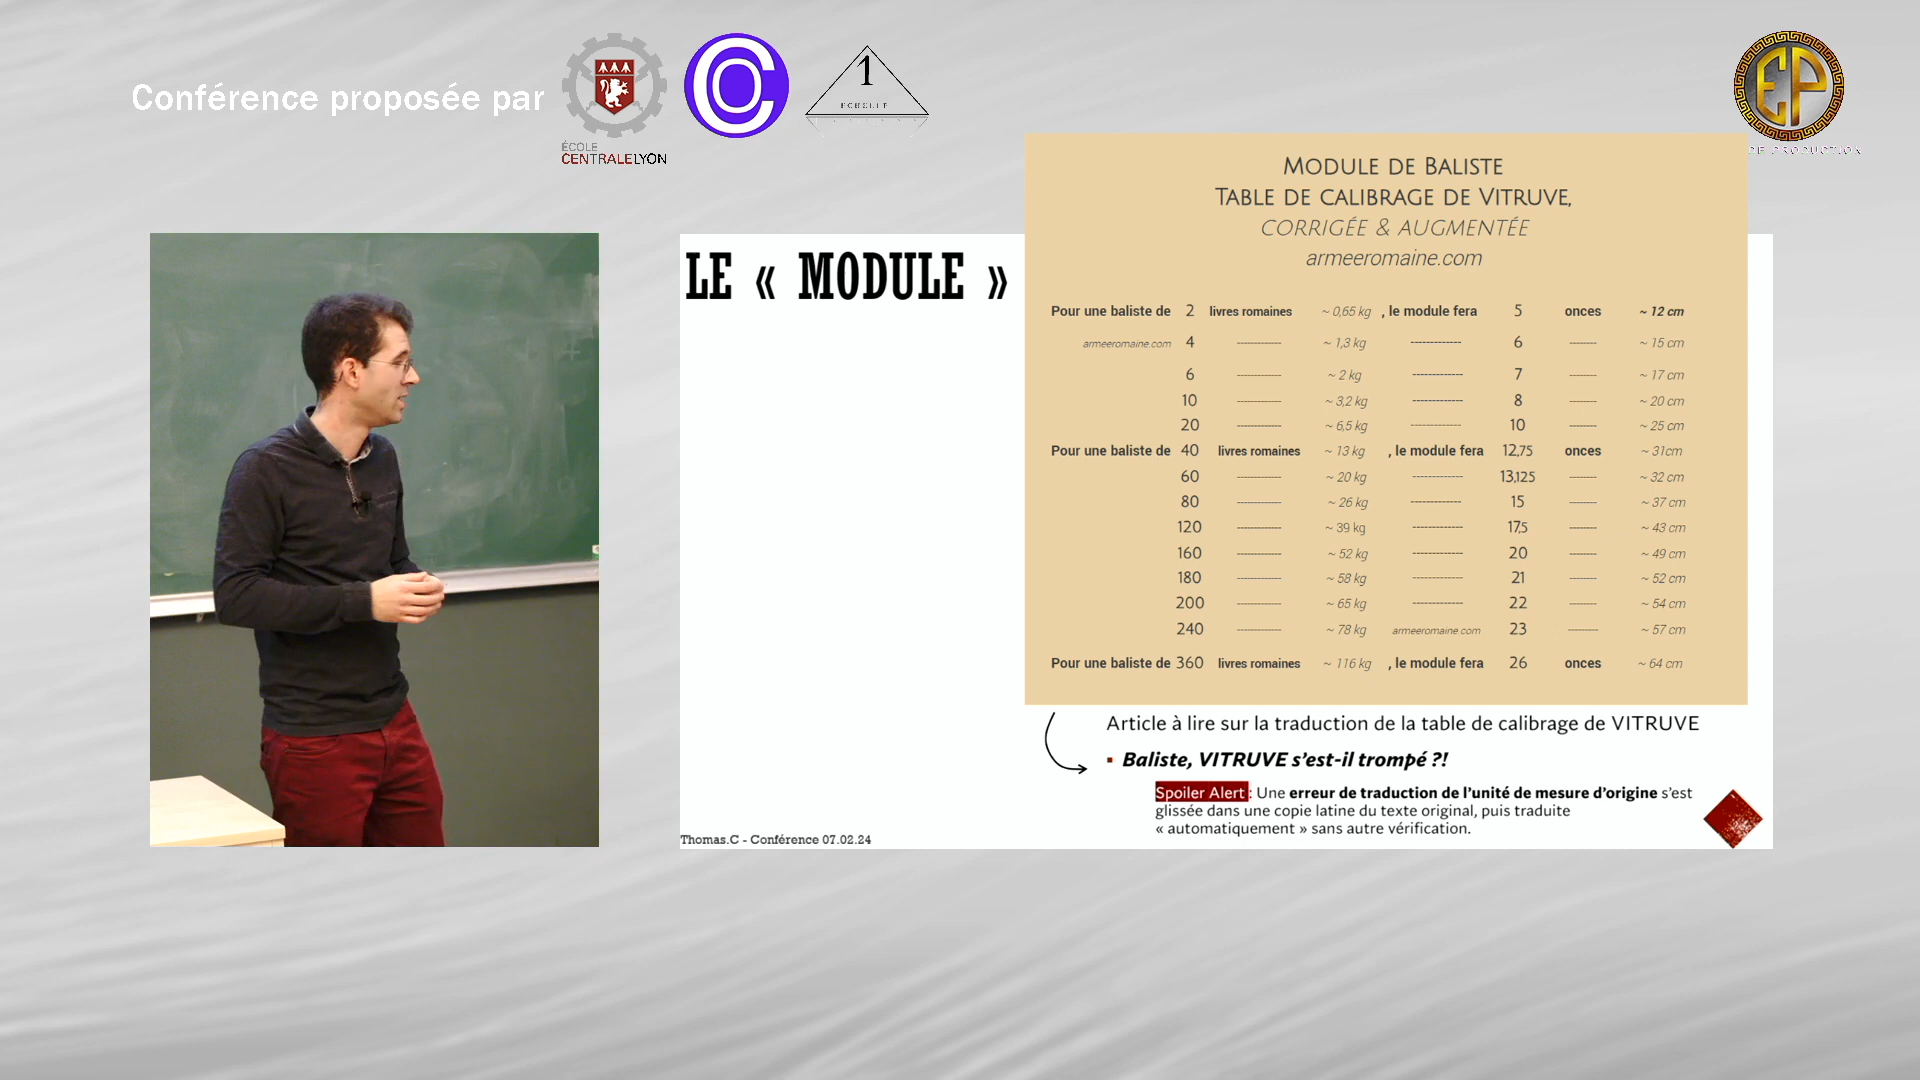 Conférence proposée par
ÉCOLE
CENTRALELYON
1
ECHELLE
EP
DE PRODUCTION
LE « MODULE »
MODULE DE BALISTE
TABLE DE CALIBRAGE DE VITRUVE,
CORRIGÉE & AUGMENTÉE
armeeromaine.com
Pour une baliste de 2 livres romaines ~ 0,65 kg , le module fera 5 onces ~ 12 cm
armeeromaine.com 4 ------------ ~ 1,3 kg ------------ 6 -------- ~ 15 cm
6 ------------ ~ 2 kg ------------ 7 -------- ~ 17 cm
10 ------------ ~ 3,2 kg ------------ 8 -------- ~ 20 cm
20 ------------ ~ 6,5 kg ------------ 10 -------- ~ 25 cm
Pour une baliste de 40 livres romaines ~ 13 kg , le module fera 12,75 onces ~ 31cm
60 ------------ ~ 20 kg ------------ 13,125 -------- ~ 32 cm
80 ------------ ~ 26 kg ------------ 15 -------- ~ 37 cm
120 ------------ ~ 39 kg ------------ 17,5 -------- ~ 43 cm
160 ------------ ~ 52 kg ------------ 20 -------- ~ 49 cm
180 ------------ ~ 58 kg ------------ 21 -------- ~ 52 cm
200 ------------ ~ 65 kg ------------ 22 -------- ~ 54 cm
240 ------------ ~ 78 kg armeeromaine.com 23 -------- ~ 57 cm
Pour une baliste de 360 livres romaines ~ 116 kg , le module fera 26 onces ~ 64 cm
Article à lire sur la traduction de la table de calibrage de VITRUVE
▪ Baliste, VITRUVE s’est-il trompé ?!
Spoiler Alert : Une erreur de traduction de l’unité de mesure d’origine s’est
glissée dans une copie latine du texte original, puis traduite
« automatiquement » sans autre vérification.
Thomas.C - Conférence 07.02.24